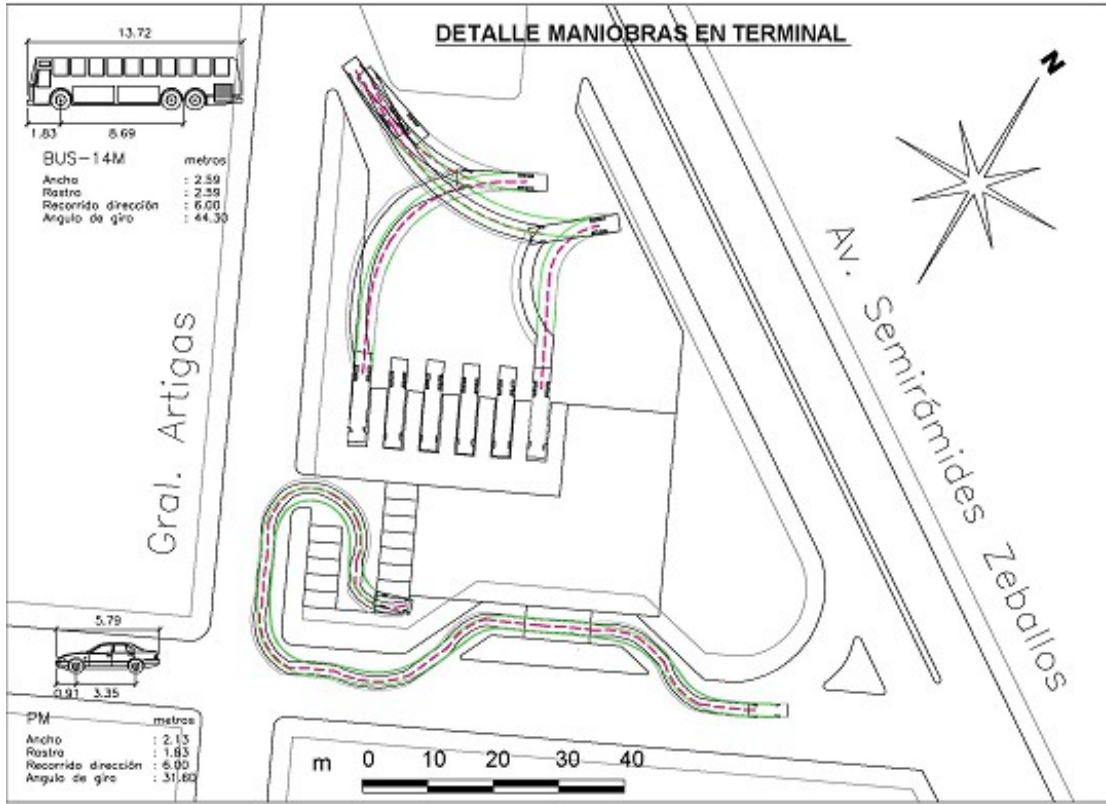 DETALLE MANIOBRAS EN TERMINAL
13.72
1.83 8.69
BUS-14M metros
Ancho : 2.59
Rastro : 2.59
Recorrido dirección : 6.00
Angulo de giro : 44.30
N
Gral. Artigas
Av. Semirámides Zeballos
5.79
0.91 3.35
PM metros
Ancho : 2.13
Rastro : 1.83
Recorrido dirección : 6.00
Angulo de giro : 31.60
m 0 10 20 30 40